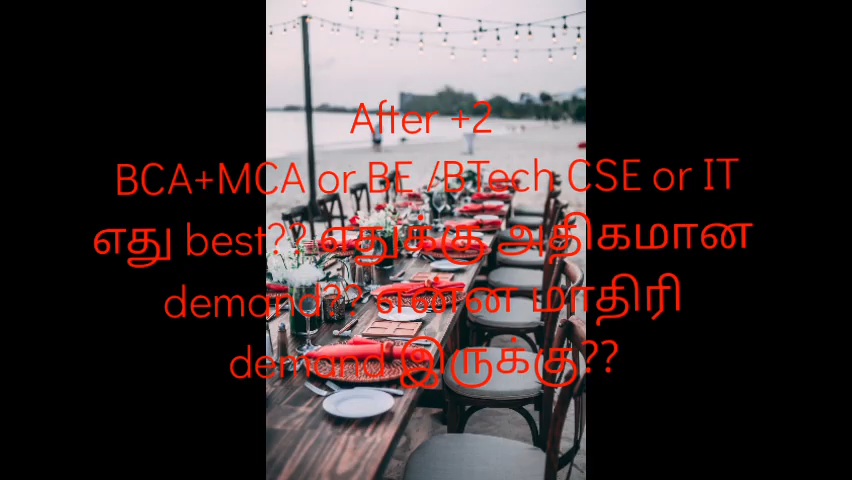 After +2
BCA+MCA or BE /BTech CSE or IT
எது best?? எதுக்கு அதிகமான
demand?? என்ன மாதிரி
demand இருக்கு??